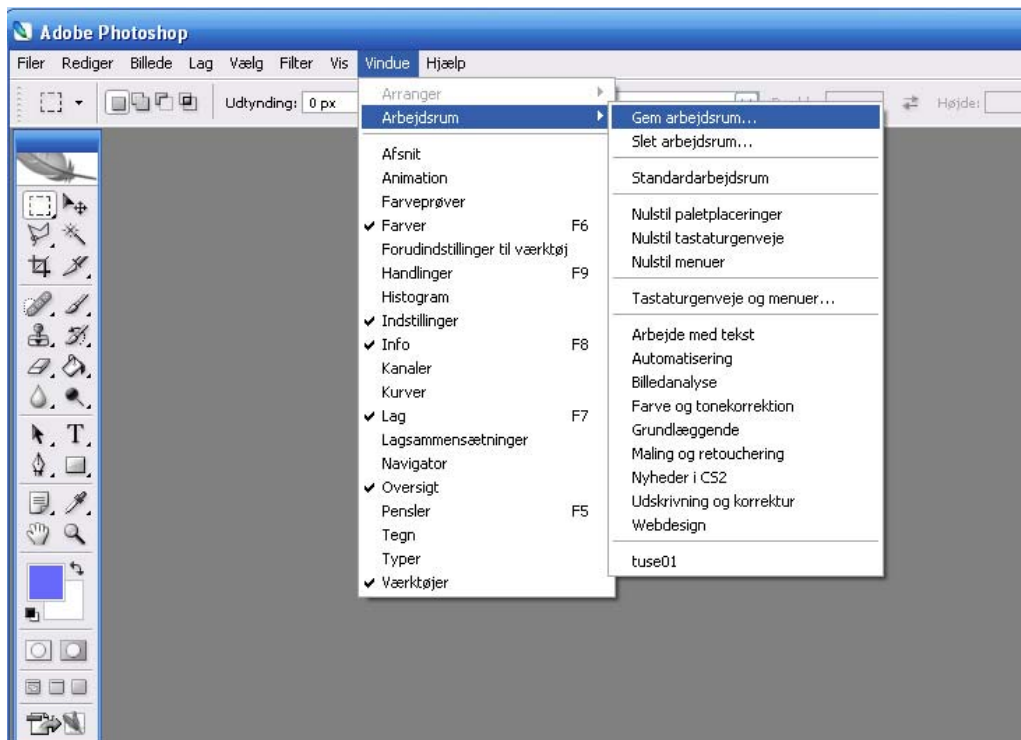 Adobe Photoshop
Filer Rediger Billede Lag Vælg Filter Vis Vindue Hjælp
Udtynding: 0 px
Højde:
Arranger
Arbejdsrum
Afsnit
Animation
Farveprøver
Farver F6
Forudindstillinger til værktøj
Handlinger F9
Histogram
Indstillinger
Info F8
Kanaler
Kurver
Lag F7
Lagsammensætninger
Navigator
Oversigt
Pensler F5
Tegn
Typer
Værktøjer
Gem arbejdsrum...
Slet arbejdsrum...
Standardarbejdsrum
Nulstil paletplaceringer
Nulstil tastaturgenveje
Nulstil menuer
Tastaturgenveje og menuer...
Arbejde med tekst
Automatisering
Billedanalyse
Farve og tonekorrektion
Grundlæggende
Maling og retouchering
Nyheder i CS2
Udskrivning og korrektur
Webdesign
tuse01